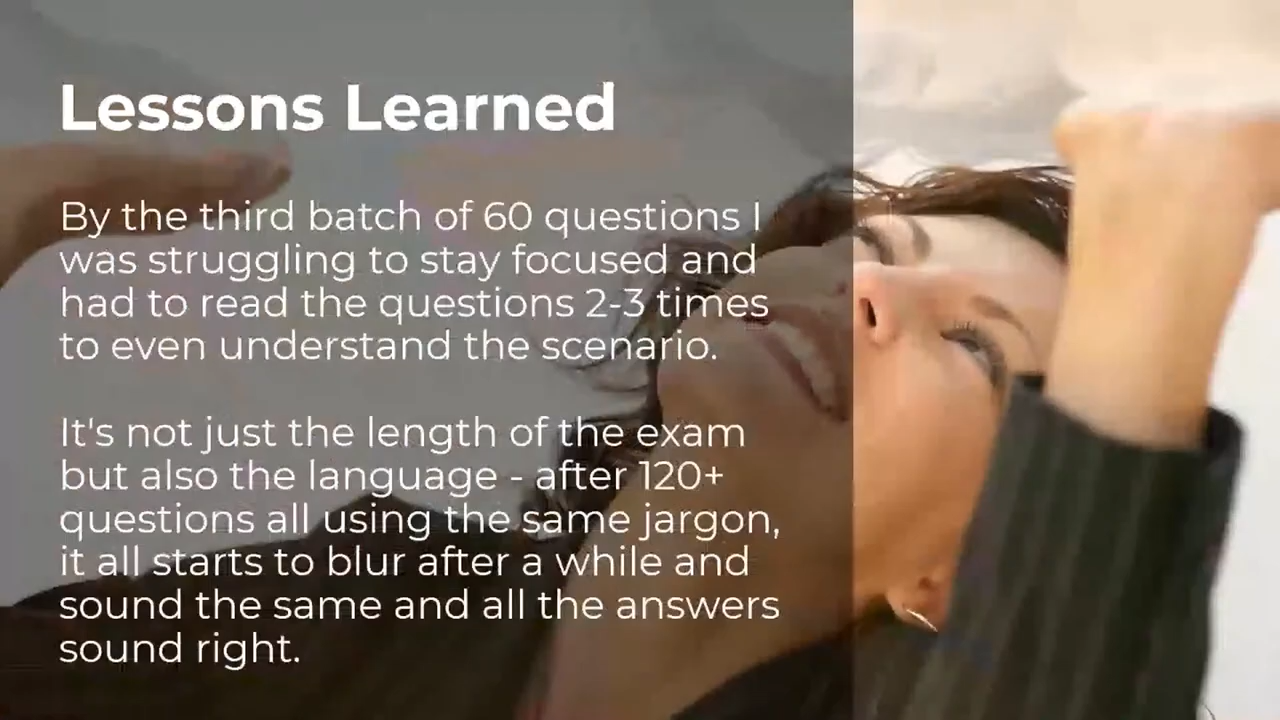 Lessons Learned
By the third batch of 60 questions I
was struggling to stay focused and
had to read the questions 2-3 times
to even understand the scenario.
It's not just the length of the exam
but also the language - after 120+
questions all using the same jargon,
it all starts to blur after a while and
sound the same and all the answers
sound right.